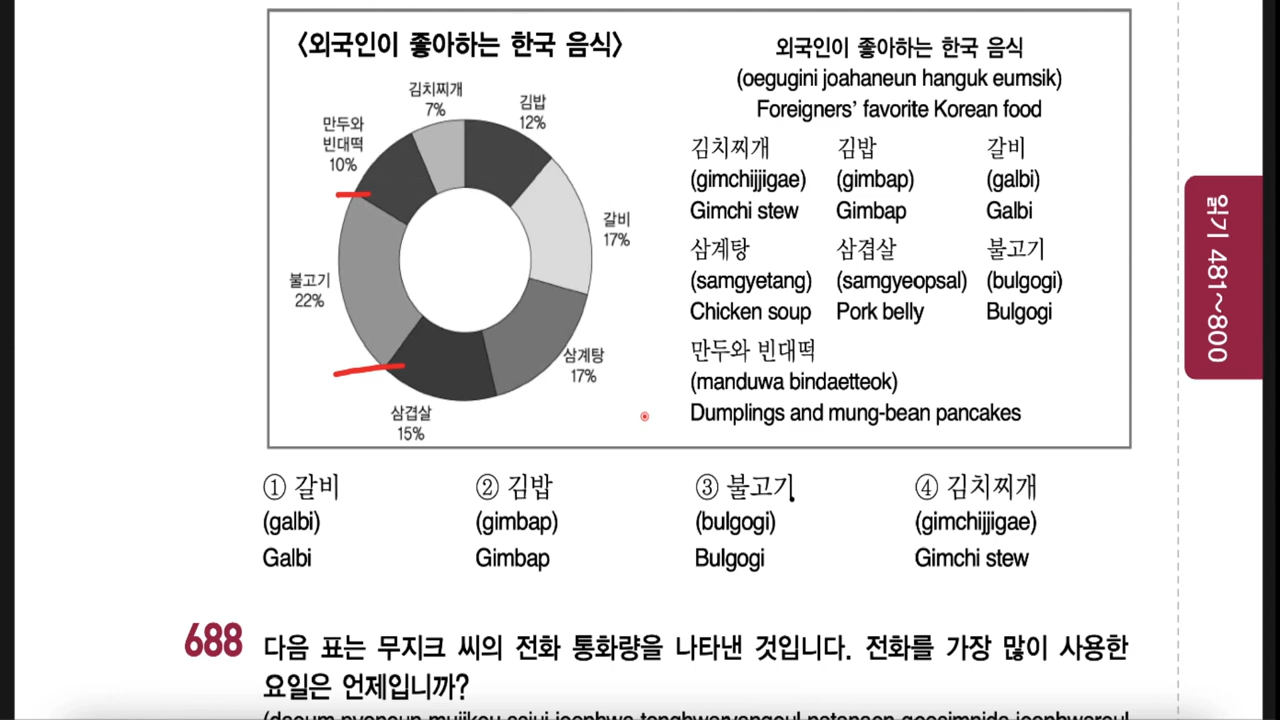 〈외국인이 좋아하는 한국 음식〉
김치찌개
7%
김밥
12%
만두와
빈대떡
10%
갈비
17%
불고기
22%
삼계탕
17%
삼겹살
15%
외국인이 좋아하는 한국 음식
(oegugini joahaneun hanguk eumsik)
Foreigners' favorite Korean food
김치찌개 김밥 갈비
(gimchijjigae) (gimbap) (galbi)
Gimchi stew Gimbap Galbi
삼계탕 삼겹살 불고기
(samgyetang) (samgyeopsal) (bulgogi)
Chicken soup Pork belly Bulgogi
만두와 빈대떡
(manduwa bindaetteok)
Dumplings and mung-bean pancakes
읽기 481~800
① 갈비 ② 김밥 ③ 불고기 ④ 김치찌개
(galbi) (gimbap) (bulgogi) (gimchijjigae)
Galbi Gimbap Bulgogi Gimchi stew
688 다음 표는 무지크 씨의 전화 통화량을 나타낸 것입니다. 전화를 가장 많이 사용한
요일은 언제입니까?